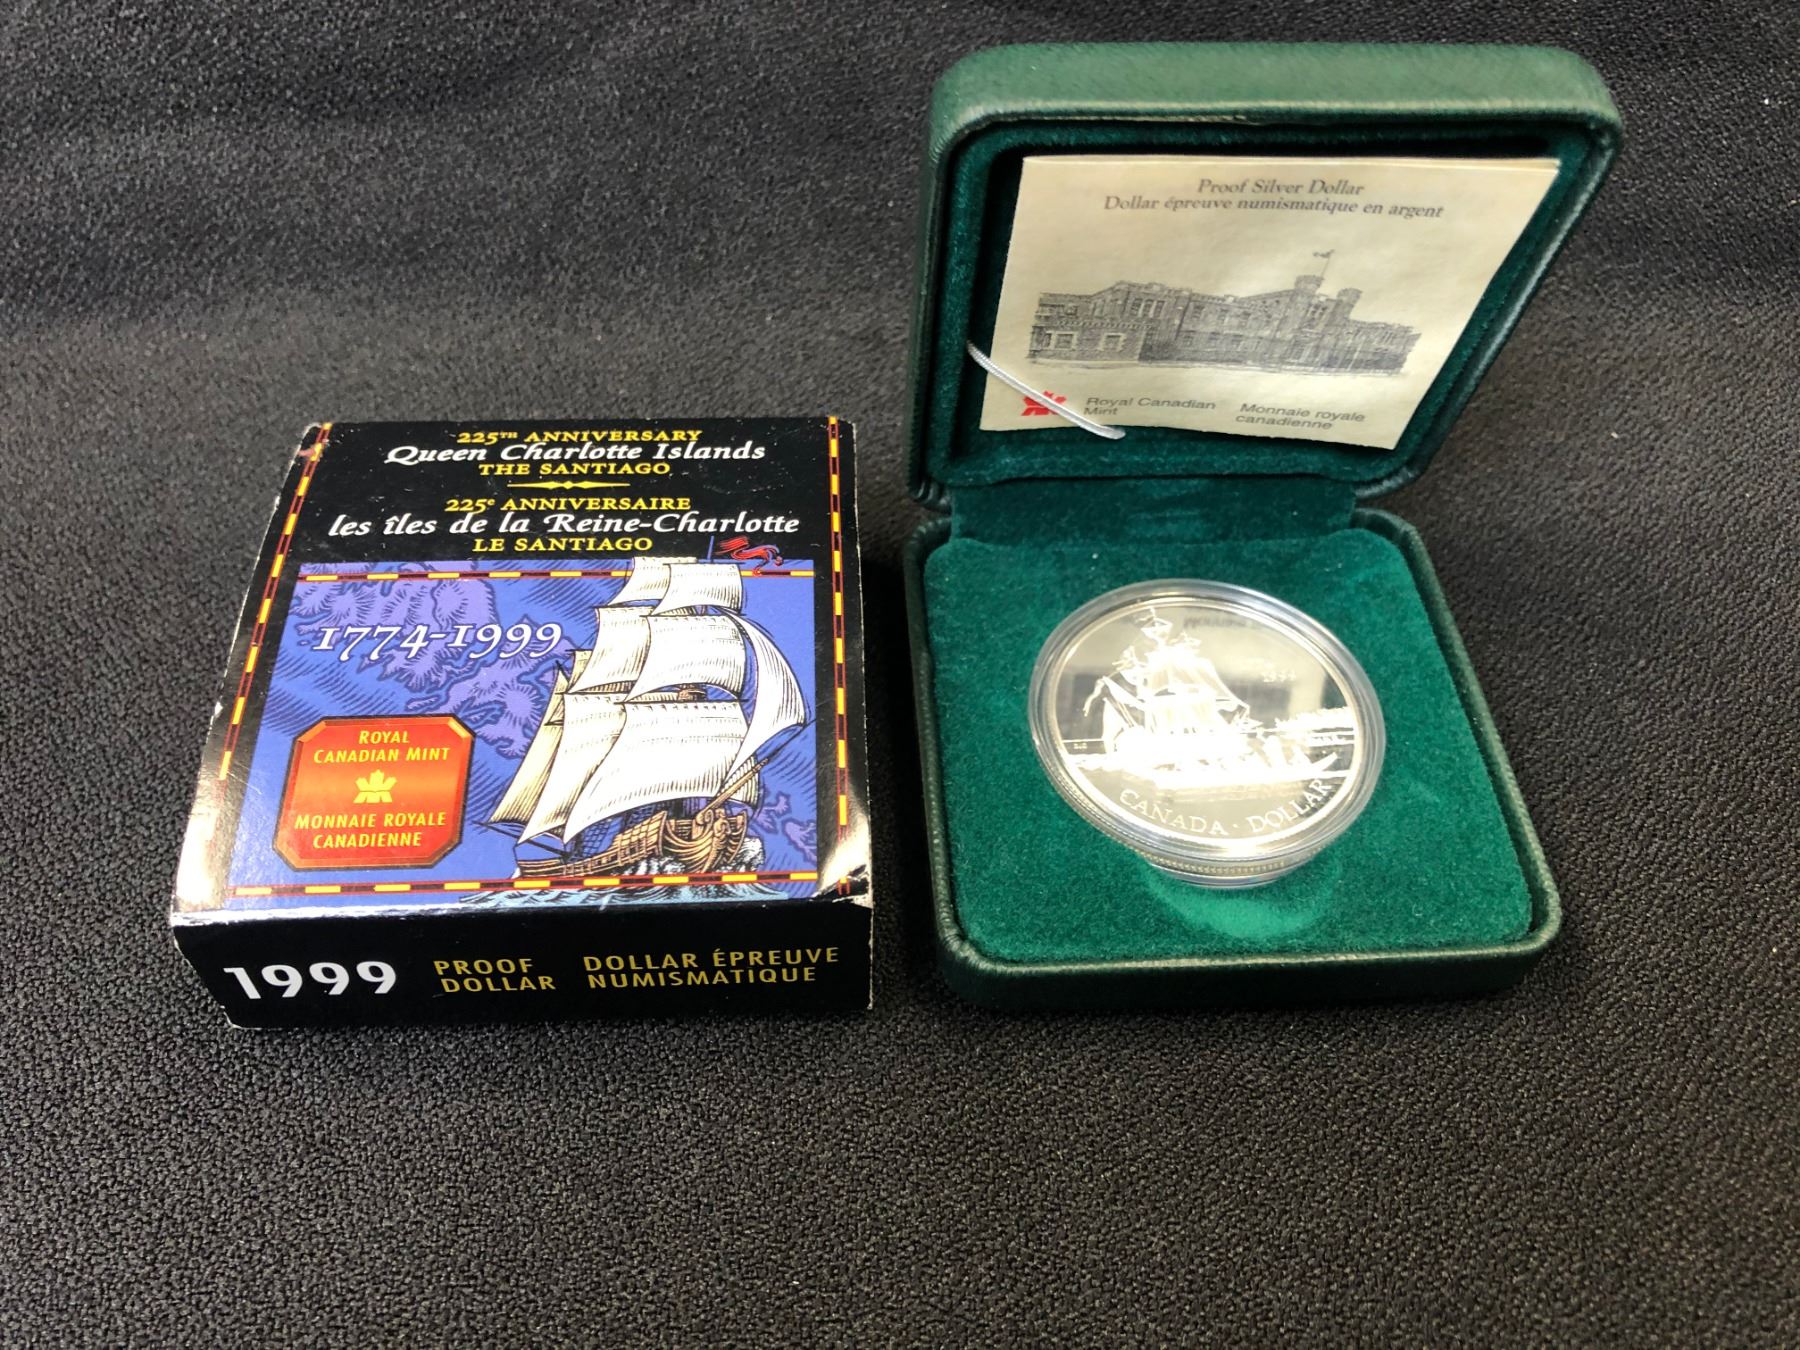 225TH ANNIVERSARY
Queen Charlotte Islands
THE SANTIAGO
225e ANNIVERSAIRE
les îles de la Reine-Charlotte
LE SANTIAGO
1774-1999
ROYAL
CANADIAN MINT
MONNAIE ROYALE
CANADIENNE
1999
PROOF
DOLLAR
DOLLAR ÉPREUVE
NUMISMATIQUE
Proof Silver Dollar
Dollar épreuve numismatique en argent
Royal Canadian
Mint
Monnaie royale
canadienne
CANADA · DOLLAR